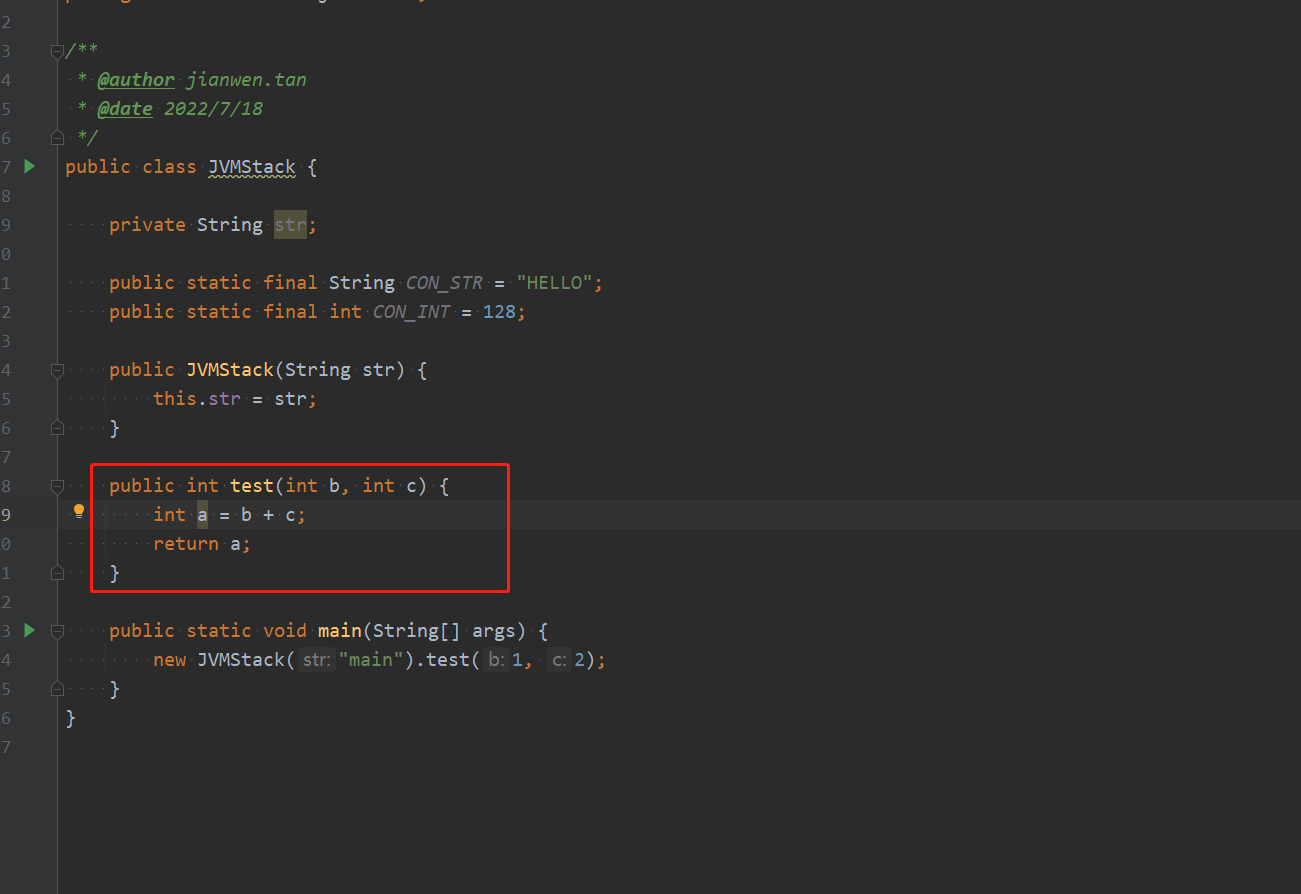 2
3 /**
4 * @author jianwen.tan
5 * @date 2022/7/18
6 */
7 public class JVMStack {
8
9 private String str;
0
1 public static final String CON_STR = "HELLO";
2 public static final int CON_INT = 128;
3
4 public JVMStack(String str) {
5 this.str = str;
6 }
7
8 public int test(int b, int c) {
9 int a = b + c;
0 return a;
1 }
2
3 public static void main(String[] args) {
4 new JVMStack( str: "main").test( b: 1, c: 2);
5 }
6 }
7